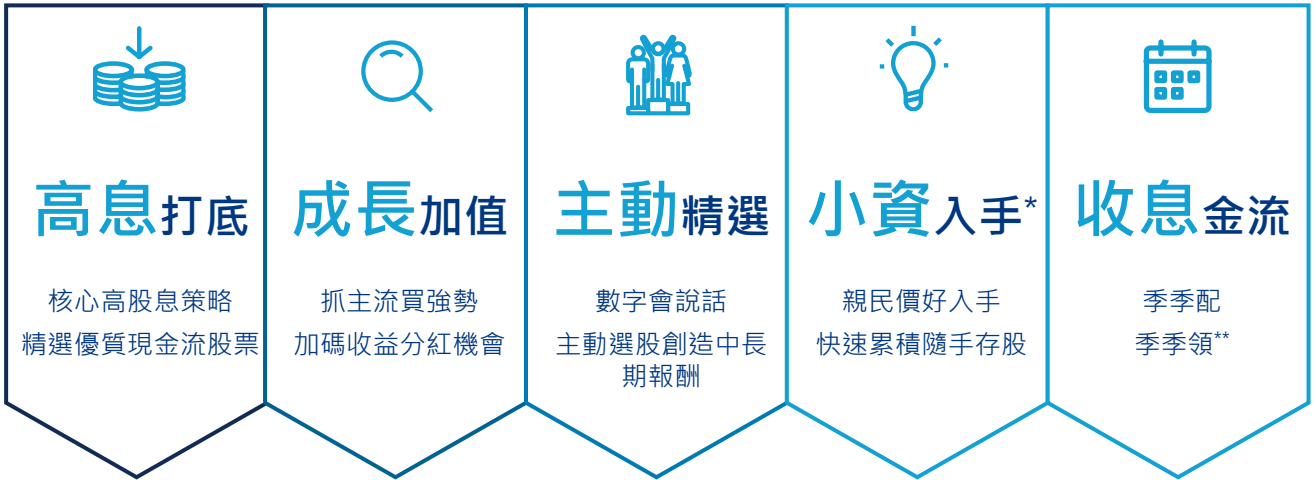 高息打底
核心高股息策略
精選優質現金流股票
成長加值
抓主流買強勢
加碼收益分紅機會
主動精選
數字會說話
主動選股創造中長
期報酬
小資入手*
親民價好入手
快速累積隨手存股
收息金流
季季配
季季領**